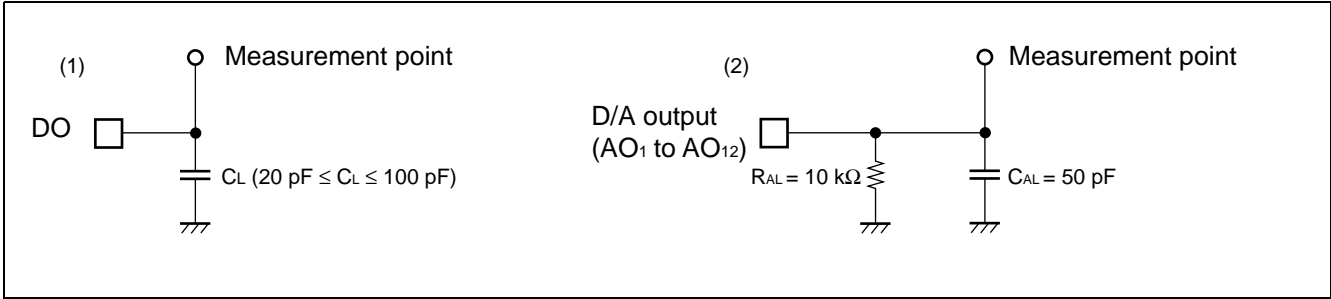 (1)
Measurement point
DO
CL (20 pF ≤ CL ≤ 100 pF)
(2)
Measurement point
D/A output
(AO1 to AO12)
RAL = 10 kΩ
CAL = 50 pF